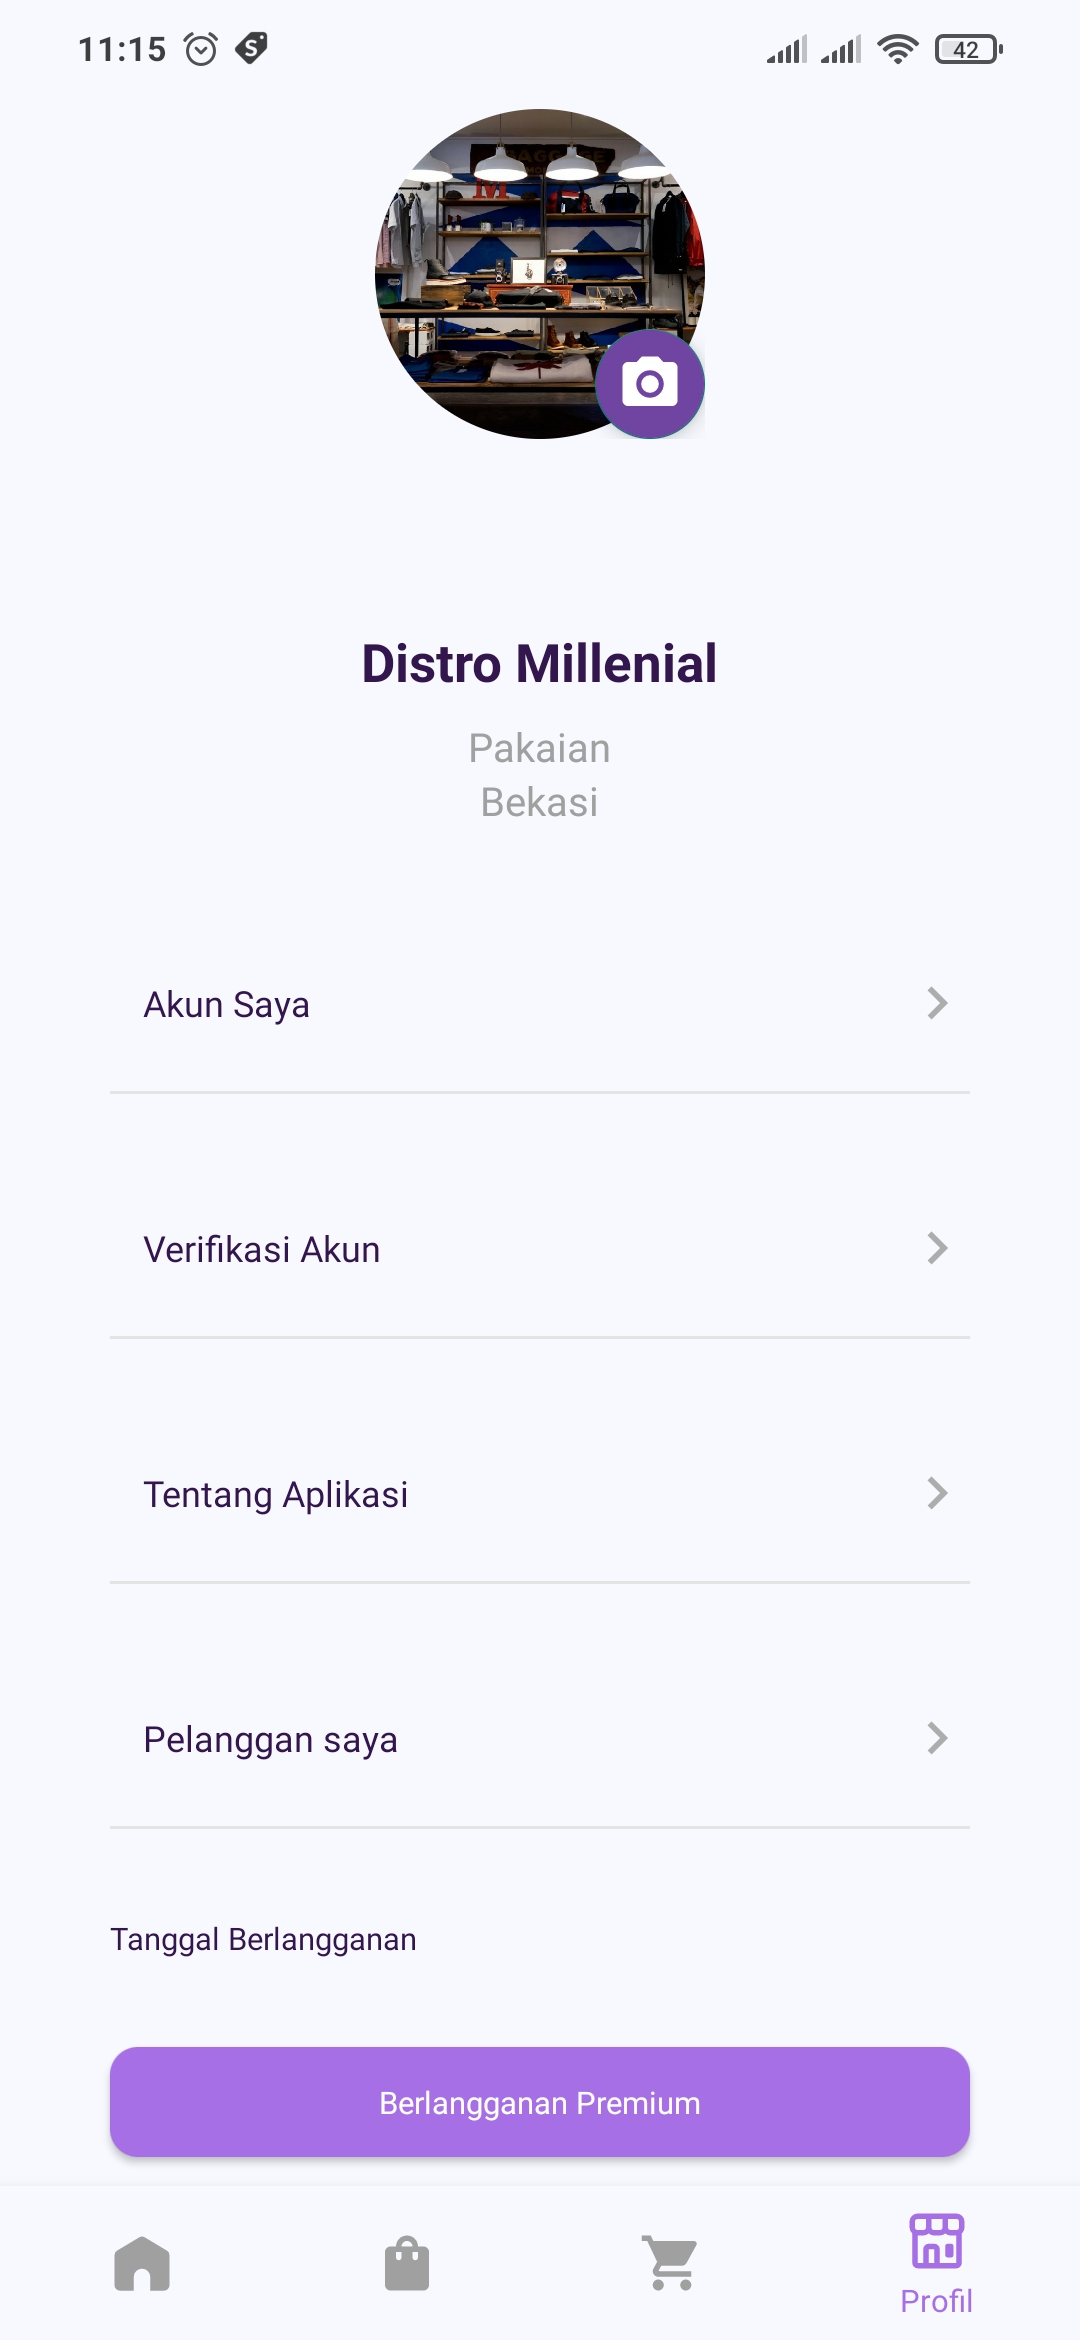 11:15
42
Distro Millenial
Pakaian
Bekasi
Akun Saya
Verifikasi Akun
Tentang Aplikasi
Pelanggan saya
Tanggal Berlangganan
Berlangganan Premium
Profil